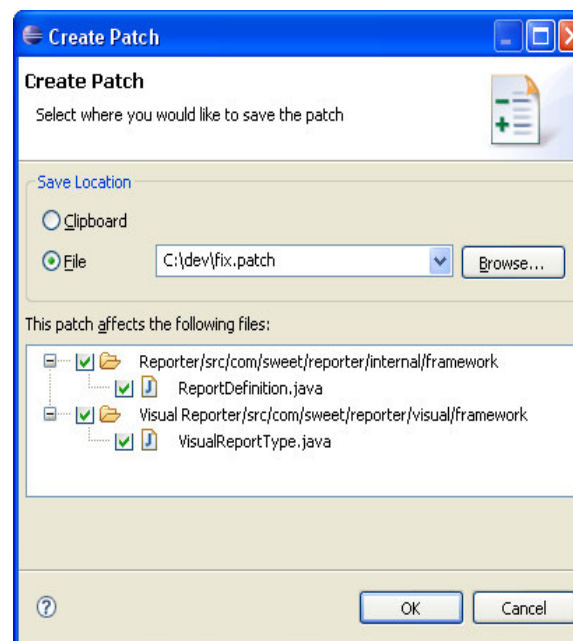 Create Patch
Create Patch
Select where you would like to save the patch
Save Location
Clipboard
File
C:\dev\fix.patch
Browse...
This patch affects the following files:
Reporter/src/com/sweet/reporter/internal/framework
ReportDefinition.java
Visual Reporter/src/com/sweet/reporter/visual/framework
VisualReportType.java
OK
Cancel